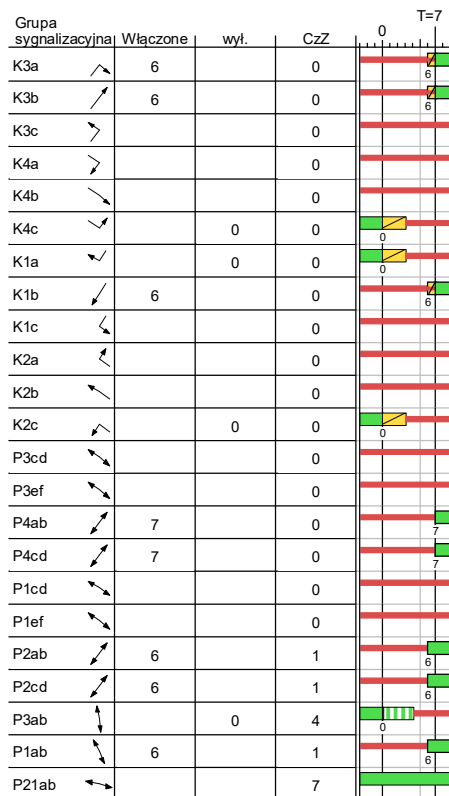 Grupa
sygnalizacyjna Włączone wył. CzZ 0 T=7
K3a 6 0 6
K3b 6 0 6
K3c 0
K4a 0
K4b 0
K4c 0 0 0
K1a 0 0 0
K1b 6 0 6
K1c 0
K2a 0
K2b 0
K2c 0 0 0
P3cd 0
P3ef 0
P4ab 7 0 7
P4cd 7 0 7
P1cd 0
P1ef 0
P2ab 6 1 6
P2cd 6 1 6
P3ab 0 4 0
P1ab 6 1 6
P21ab 7